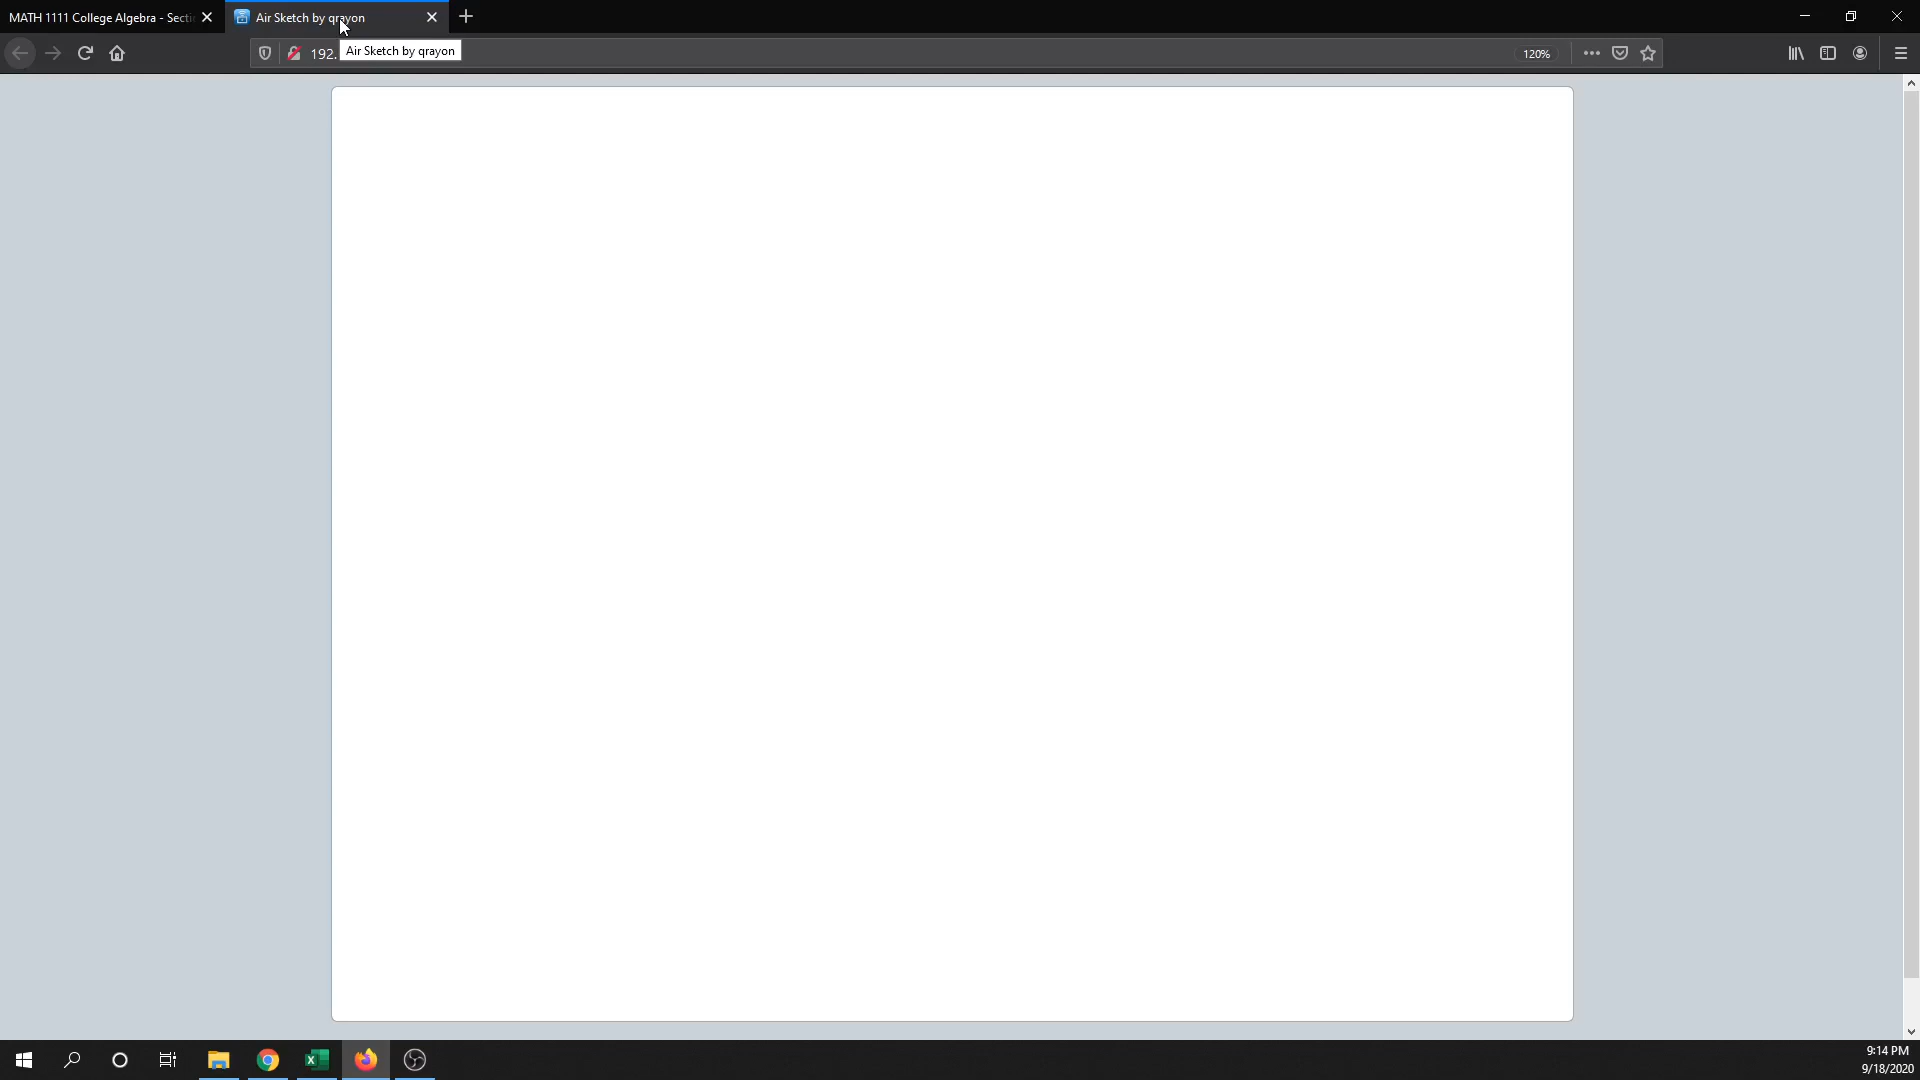 MATH 1111 College Algebra - Secti
Air Sketch by qrayon
192.
Air Sketch by qrayon
120%
9:14 PM
9/18/2020